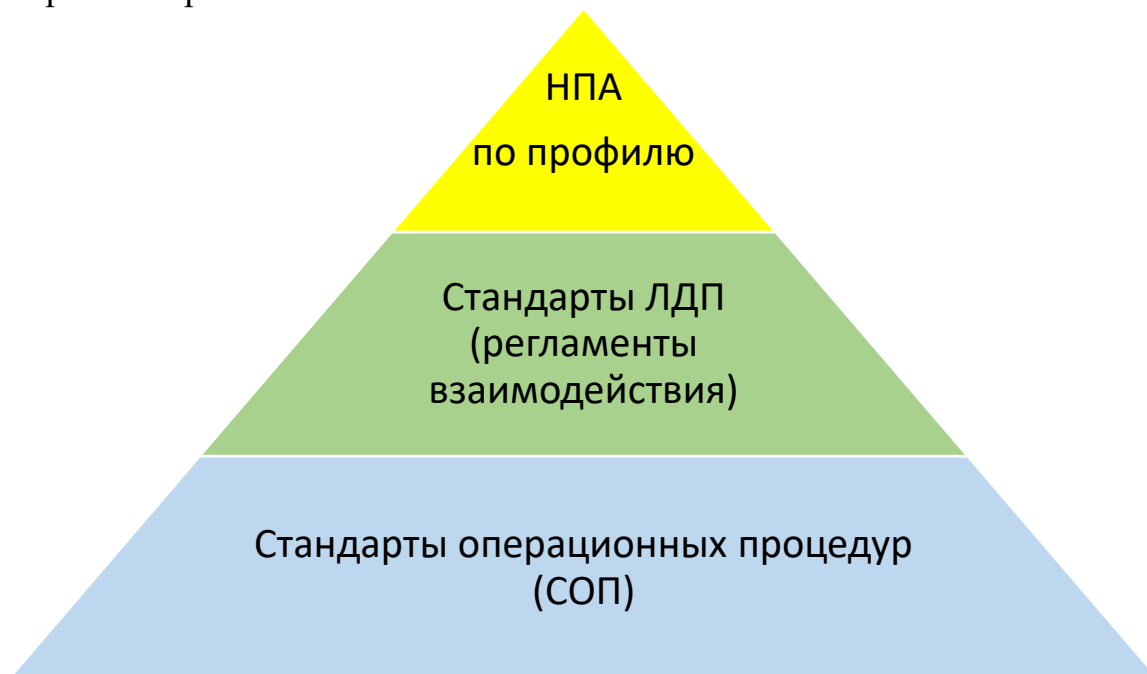 НПА
по профилю
Стандарты ЛДП
(регламенты
взаимодействия)
Стандарты операционных процедур
(СОП)